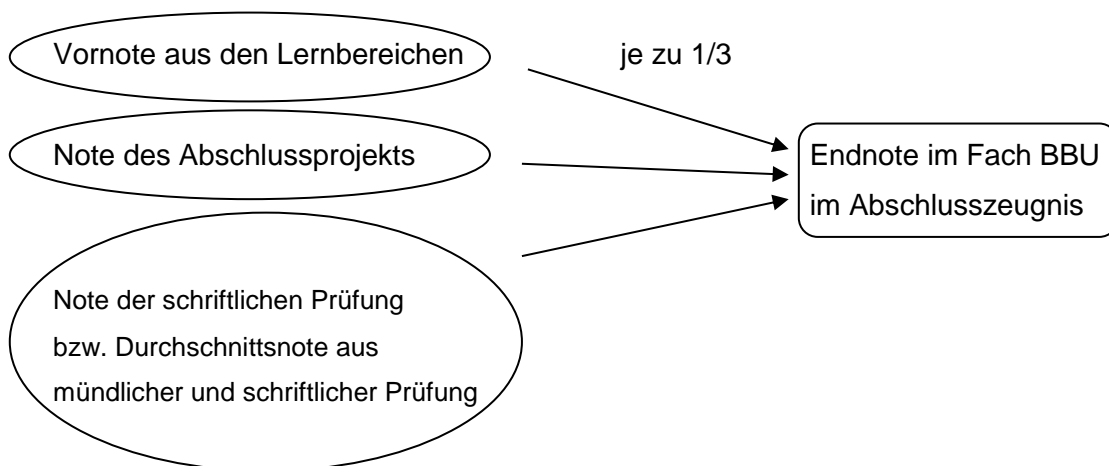 Vornote aus den Lernbereichen
je zu 1/3
Note des Abschlussprojekts
Endnote im Fach BBU
im Abschlusszeugnis
Note der schriftlichen Prüfung
bzw. Durchschnittsnote aus
mündlicher und schriftlicher Prüfung